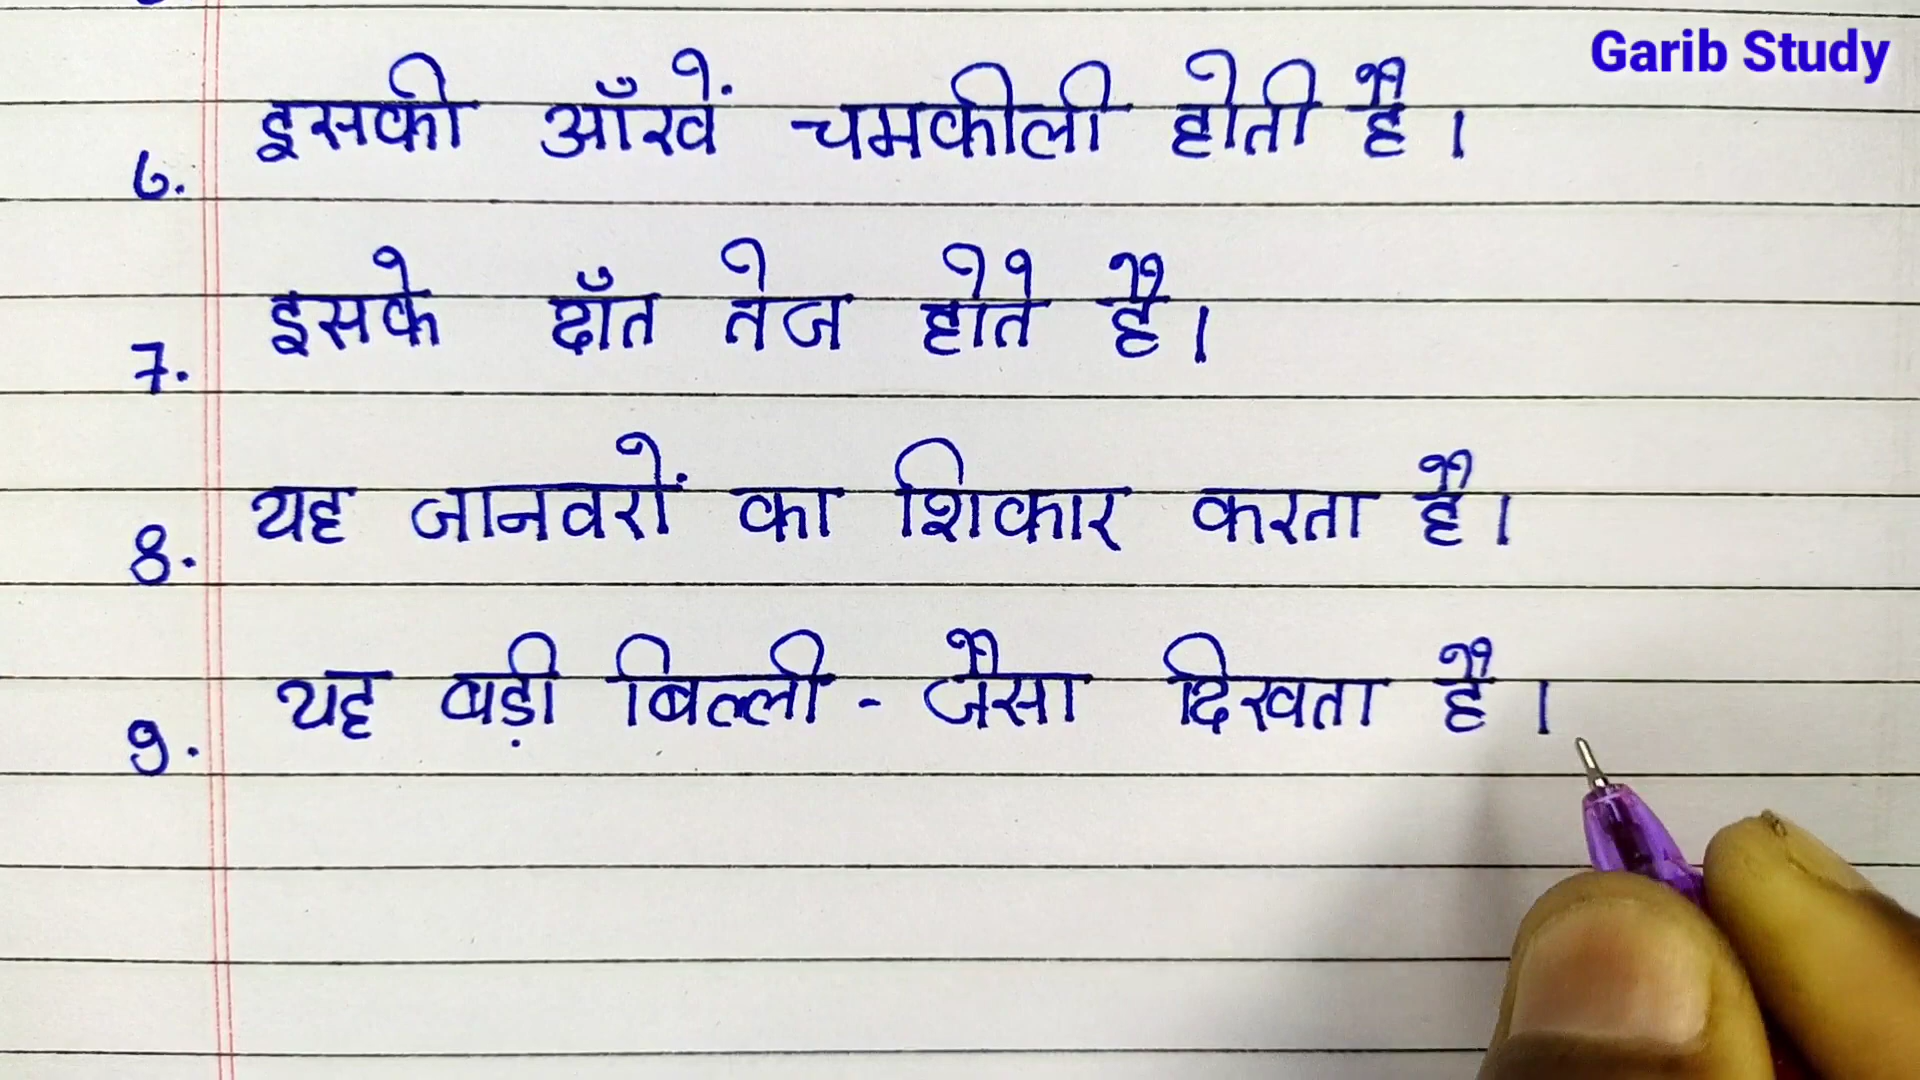 Garib Study
6. इसकी आँखें चमकीली होती है।
7. इसके दाँत तेज होते है।
8. यह जानवरों का शिकार करता है।
9. यह बड़ी बिल्ली - जैसा दिखता है।